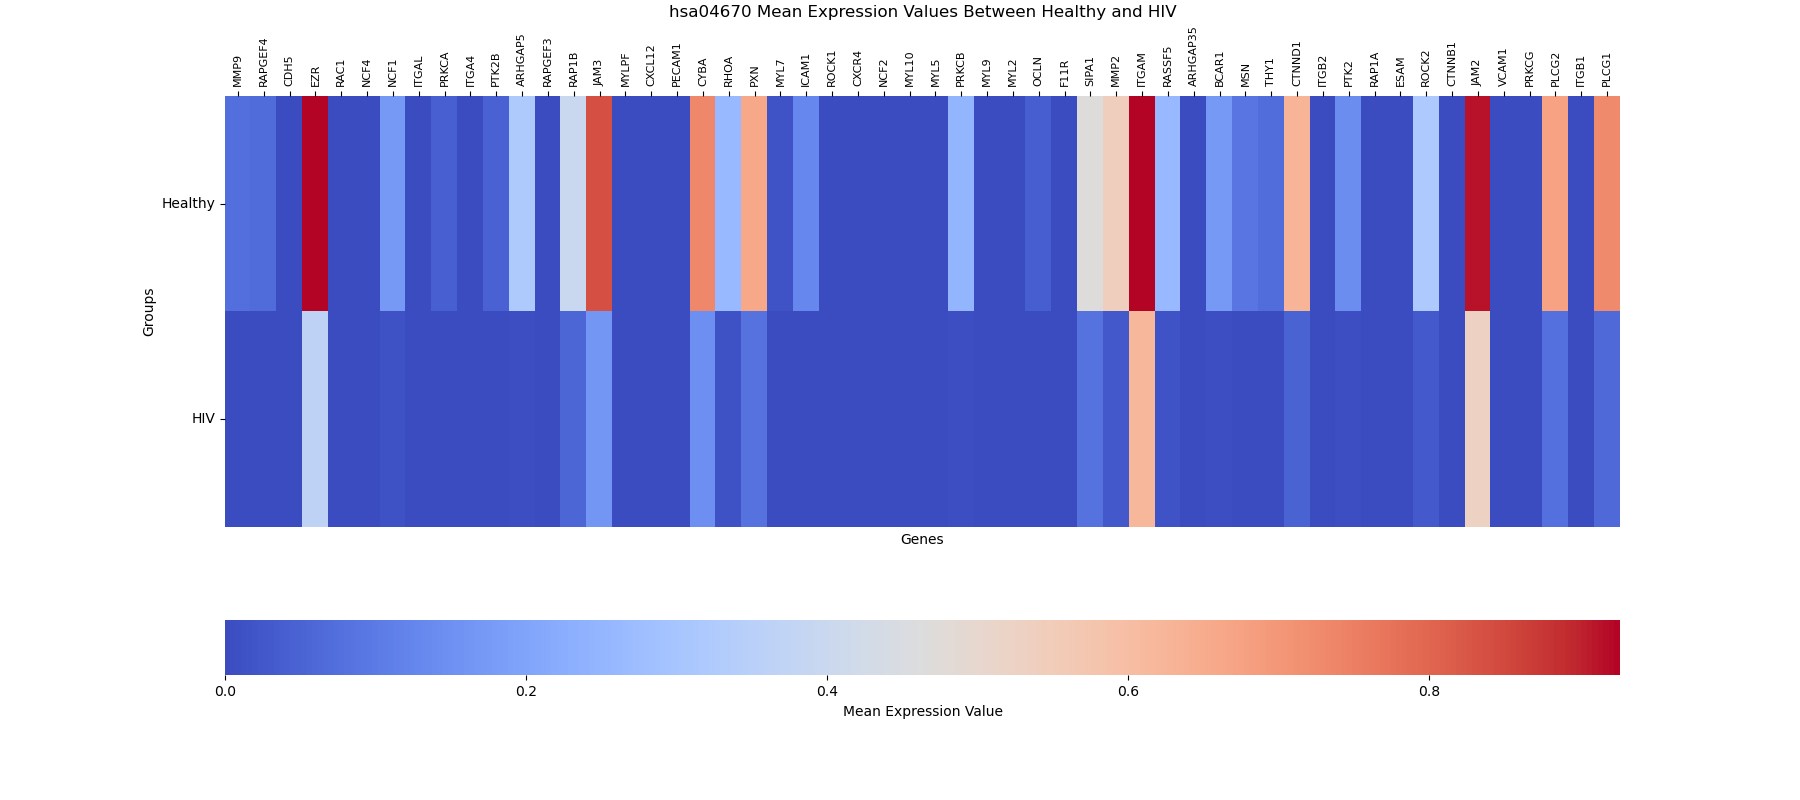 hsa04670 Mean Expression Values Between Healthy and HIV
MMP9 RAPGEF4 CDH5 EZR RAC1 NCF4 NCF1 ITGAL PRKCA ITGA4 PTK2B ARHGAP5 RAPGEF3 RAP1B JAM3 MYLPF CXCL12 PECAM1 CYBA RHOA PXN MYL7 ICAM1 ROCK1 CXCR4 NCF2 MYL10 MYL5 PRKCB MYL9 MYL2 OCLN F11R SIPA1 MMP2 ITGAM RASSF5 ARHGAP35 BCAR1 MSN THY1 CTNND1 ITGB2 PTK2 RAP1A ESAM ROCK2 CTNNB1 JAM2 VCAM1 PRKCG PLCG2 ITGB1 PLCG1
Healthy
Groups
HIV
Genes
0.0 0.2 0.4 0.6 0.8
Mean Expression Value